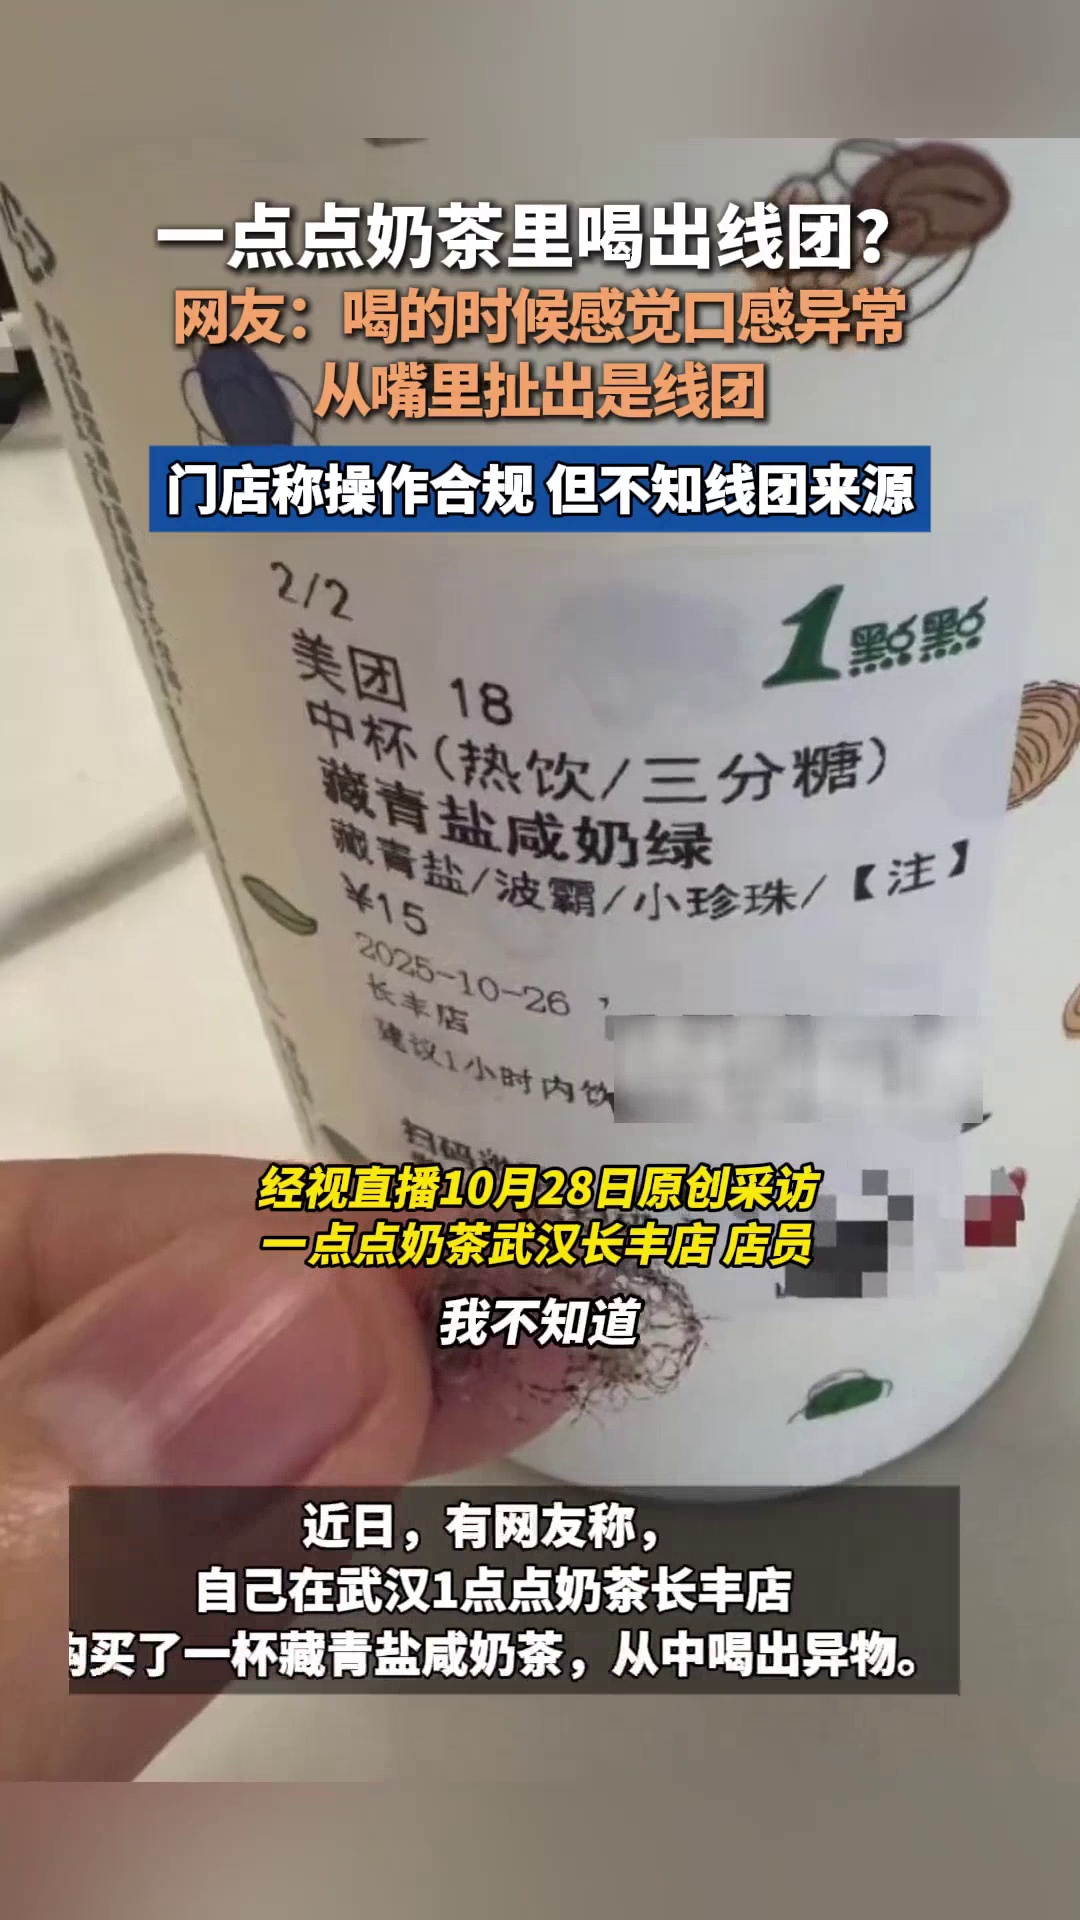 一点点奶茶里喝出线团？
网友：喝的时候感觉口感异常
从嘴里扯出是线团
门店称操作合规 但不知线团来源
2/2
1點點
美团 18
中杯(热饮/三分糖)
藏青盐咸奶绿
藏青盐/波霸/小珍珠/【注】
¥15
2025-10-26
长丰店
建议1小时内饮
扫码
经视直播10月28日原创采访
一点点奶茶武汉长丰店 店员
我不知道
近日，有网友称，
自己在武汉1点点奶茶长丰店
购买了一杯藏青盐咸奶茶，从中喝出异物。